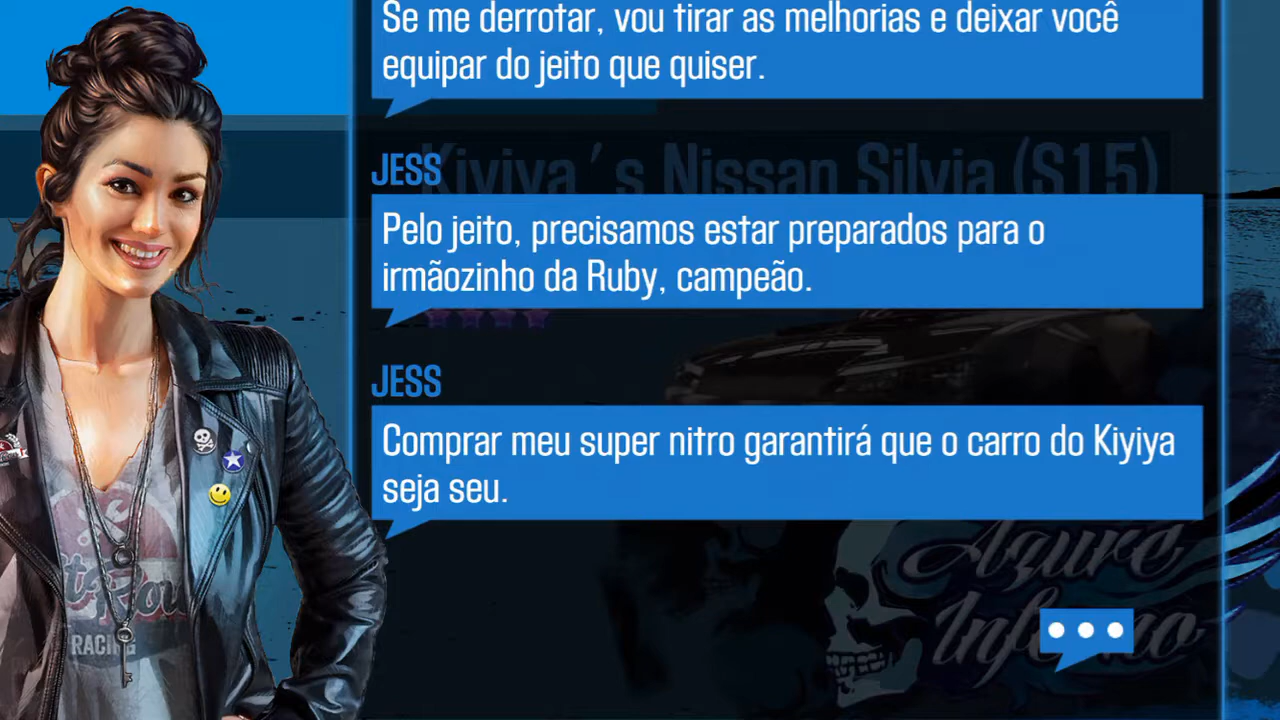 Se me derrotar, vou tirar as melhorias e deixar você
equipar do jeito que quiser.
Kiyiya's Nissan Silvia (S15)
JESS
Pelo jeito, precisamos estar preparados para o
irmãozinho da Ruby, campeão.
JESS
Comprar meu super nitro garantirá que o carro do Kiyiya
seja seu.
Azure
Inferno
RACING